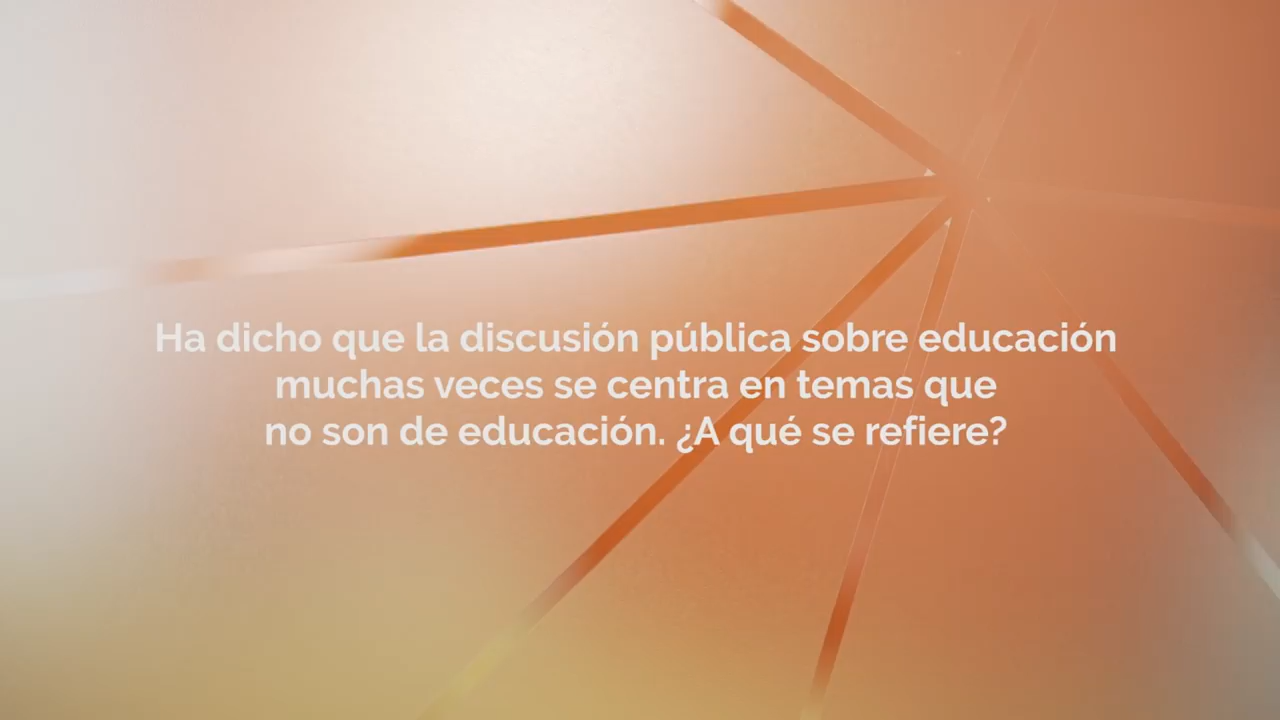 Ha dicho que la discusión pública sobre educación
muchas veces se centra en temas que
no son de educación. ¿A qué se refiere?